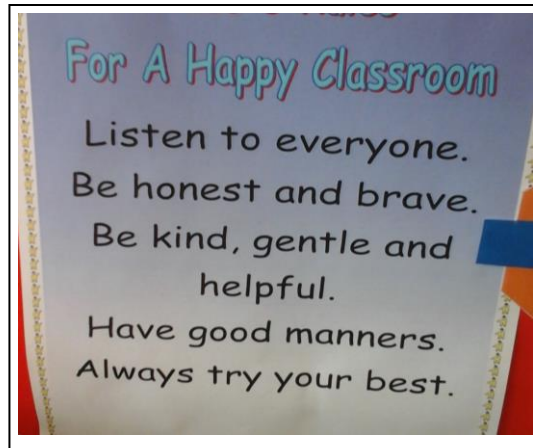 For A Happy Classroom
Listen to everyone.
Be honest and brave.
Be kind, gentle and
helpful.
Have good manners.
Always try your best.